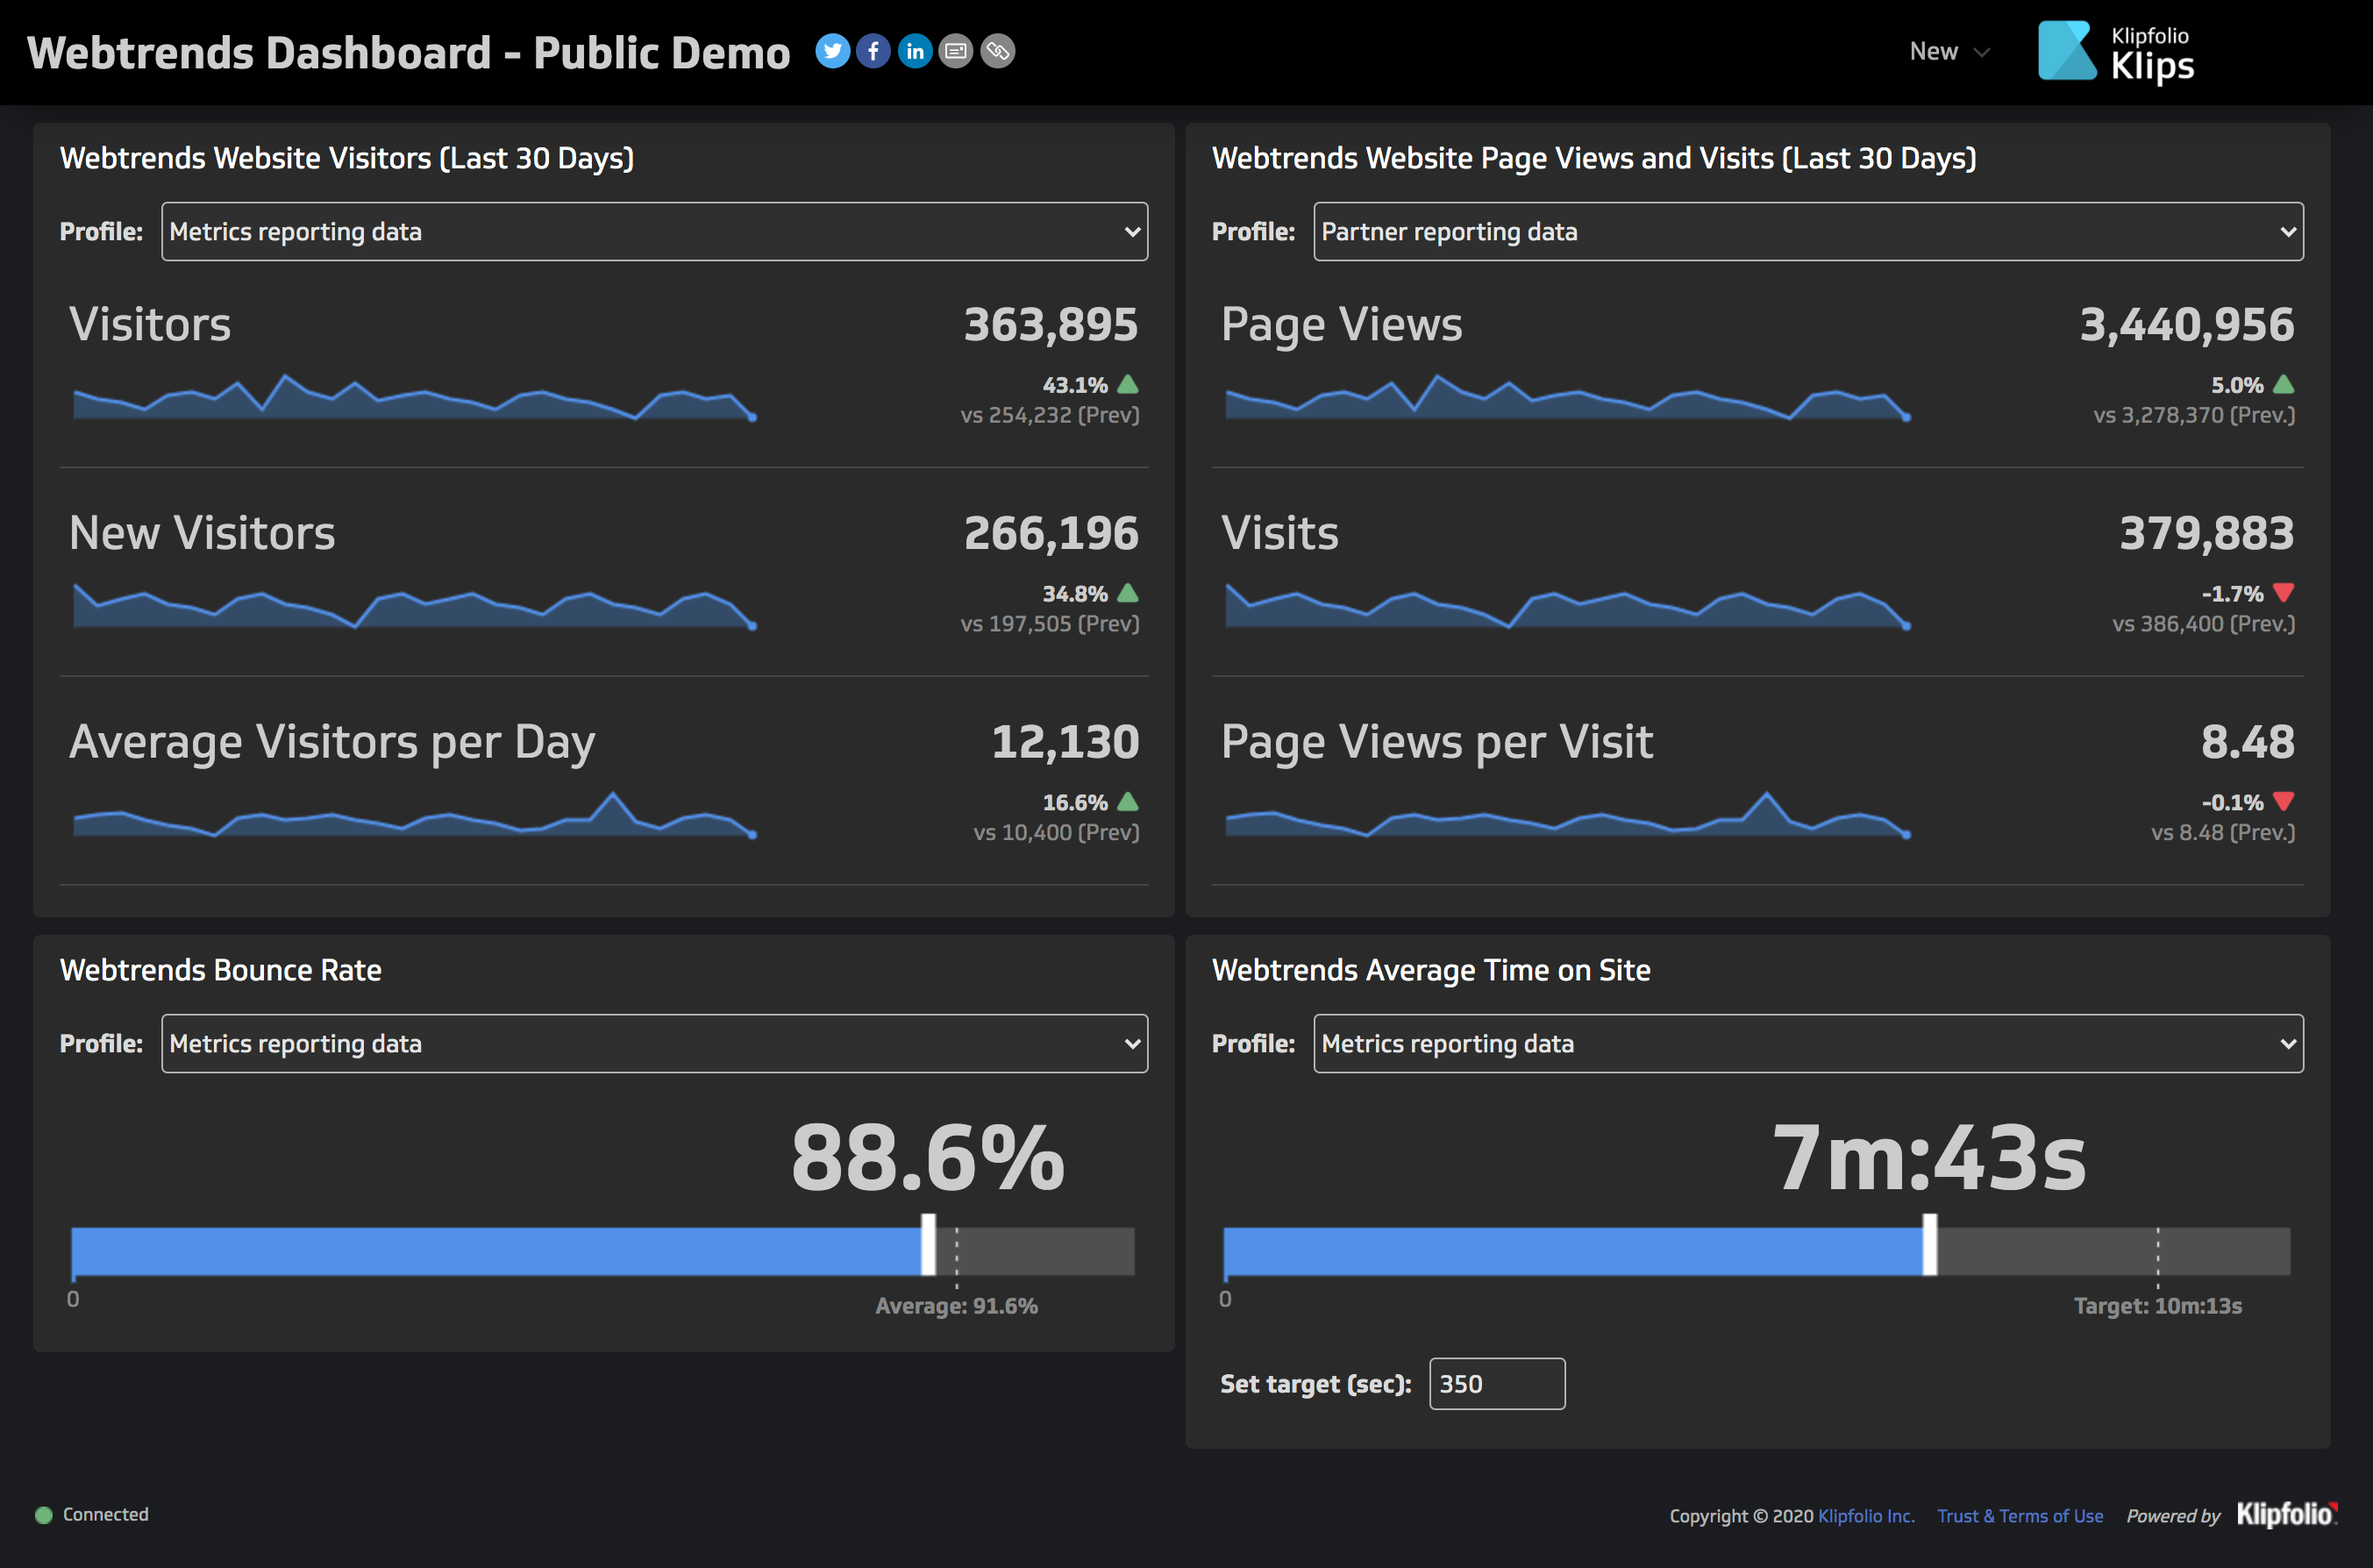 Webtrends Dashboard - Public Demo
New
Klipfolio
Klips
Webtrends Website Visitors (Last 30 Days)
Profile: Metrics reporting data
Visitors 363,895
43.1%
vs 254,232 (Prev)
New Visitors 266,196
34.8%
vs 197,505 (Prev)
Average Visitors per Day 12,130
16.6%
vs 10,400 (Prev)
Webtrends Website Page Views and Visits (Last 30 Days)
Profile: Partner reporting data
Page Views 3,440,956
5.0%
vs 3,278,370 (Prev.)
Visits 379,883
-1.7%
vs 386,400 (Prev.)
Page Views per Visit 8.48
-0.1%
vs 8.48 (Prev.)
Webtrends Bounce Rate
Profile: Metrics reporting data
88.6%
0
Average: 91.6%
Webtrends Average Time on Site
Profile: Metrics reporting data
7m:43s
0
Target: 10m:13s
Set target (sec): 350
Connected
Copyright © 2020 Klipfolio Inc. Trust & Terms of Use Powered by Klipfolio